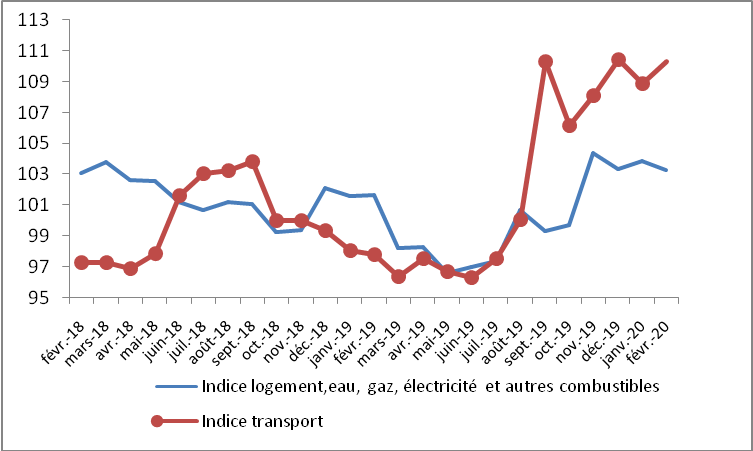 113
111
109
107
105
103
101
99
97
95
févr.-18
mars-18
avr.-18
mai-18
juin-18
juil.-18
août-18
sept.-18
oct.-18
nov.-18
déc.-18
janv.-19
févr.-19
mars-19
avr.-19
mai-19
juin-19
juil.-19
août-19
sept.-19
oct.-19
nov.-19
déc.-19
janv.-20
févr.-20
Indice logement,eau, gaz, électricité et autres combustibles
Indice transport